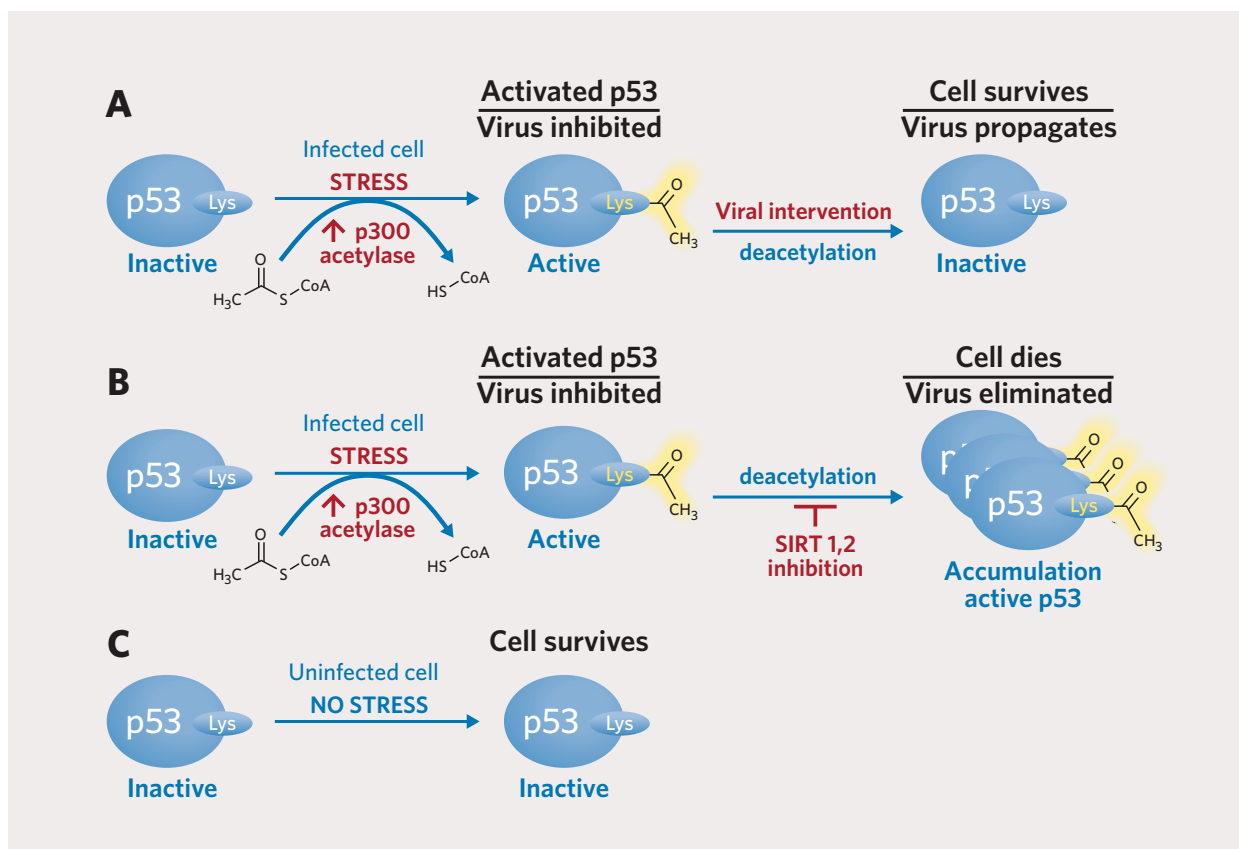 A
Activated p53
Virus inhibited
Cell survives
Virus propagates
Infected cell
STRESS
p53
Lys
Inactive
↑ p300
acetylase
O
H3C
S
CoA
HS
CoA
p53
Lys
O
CH3
Active
Viral intervention
deacetylation
p53
Lys
Inactive
B
Activated p53
Virus inhibited
Cell dies
Virus eliminated
Infected cell
STRESS
p53
Lys
Inactive
↑ p300
acetylase
O
H3C
S
CoA
HS
CoA
p53
Lys
O
CH3
Active
deacetylation
SIRT 1,2
inhibition
p
O
p
O
p53
Lys
O
CH3
Accumulation
active p53
C
Cell survives
Uninfected cell
NO STRESS
p53
Lys
Inactive
p53
Lys
Inactive